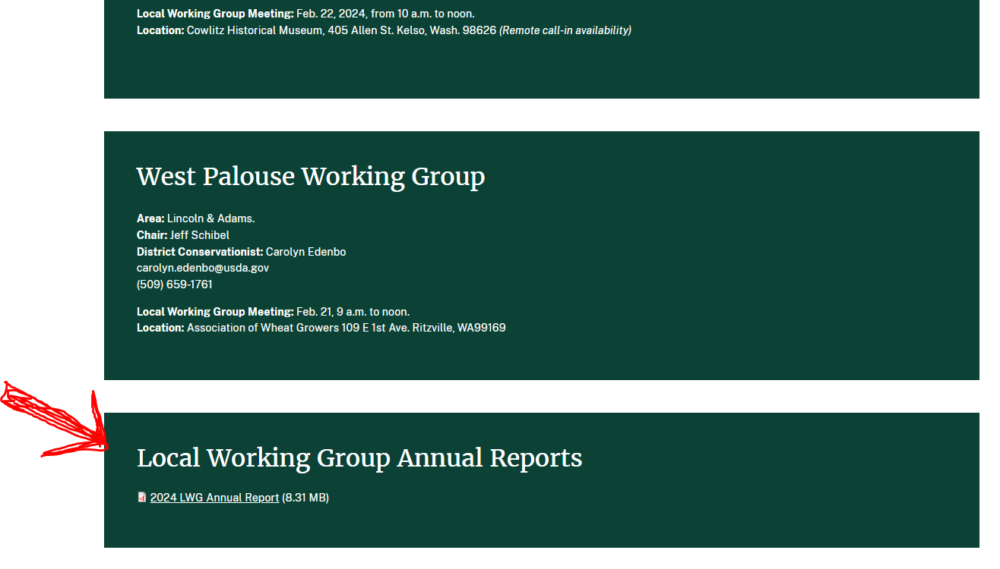 Local Working Group Meeting: Feb. 22, 2024, from 10 a.m. to noon.
Location: Cowlitz Historical Museum, 405 Allen St. Kelso, Wash. 98626 (Remote call-in availability)
West Palouse Working Group
Area: Lincoln & Adams.
Chair: Jeff Schibel
District Conservationist: Carolyn Edenbo
carolyn.edenbo@usda.gov
(509) 659-1761
Local Working Group Meeting: Feb. 21, 9 a.m. to noon.
Location: Association of Wheat Growers 109 E 1st Ave. Ritzville, WA99169
Local Working Group Annual Reports
2024 LWG Annual Report (8.31 MB)